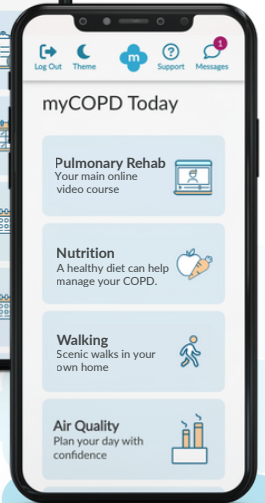 1
m
Log Out Theme Support Messages
myCOPD Today
Pulmonary Rehab
Your main online
video course
Nutrition
A healthy diet can help
manage your COPD.
Walking
Scenic walks in your
own home
Air Quality
Plan your day with
confidence